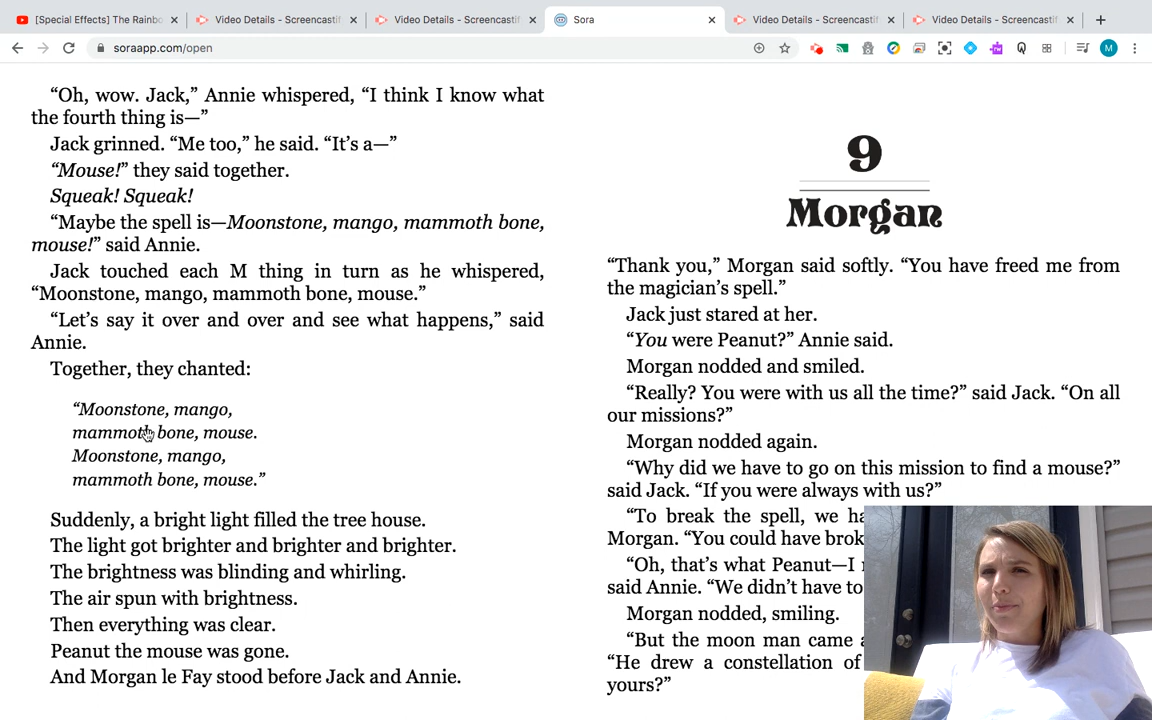 [Special Effects] The Rainbo
Video Details - Screencastif
Video Details - Screencastif
Sora
Video Details - Screencastif
Video Details - Screencastif
soraapp.com/open
M
“Oh, wow. Jack,” Annie whispered, “I think I know what
the fourth thing is—”
Jack grinned. “Me too,” he said. “It’s a—”
“Mouse!” they said together.
Squeak! Squeak!
“Maybe the spell is—Moonstone, mango, mammoth bone,
mouse!” said Annie.
Jack touched each M thing in turn as he whispered,
“Moonstone, mango, mammoth bone, mouse.”
“Let’s say it over and over and see what happens,” said
Annie.
Together, they chanted:
“Moonstone, mango,
mammoth bone, mouse.
Moonstone, mango,
mammoth bone, mouse.”
Suddenly, a bright light filled the tree house.
The light got brighter and brighter and brighter.
The brightness was blinding and whirling.
The air spun with brightness.
Then everything was clear.
Peanut the mouse was gone.
And Morgan le Fay stood before Jack and Annie.
9
Morgan
“Thank you,” Morgan said softly. “You have freed me from
the magician’s spell.”
Jack just stared at her.
“You were Peanut?” Annie said.
Morgan nodded and smiled.
“Really? You were with us all the time?” said Jack. “On all
our missions?”
Morgan nodded again.
“Why did we have to go on this mission to find a mouse?”
said Jack. “If you were always with us?”
“To break the spell, we ha
Morgan. “You could have brok
“Oh, that’s what Peanut—I
said Annie. “We didn’t have to
Morgan nodded, smiling.
“But the moon man came a
“He drew a constellation of
yours?”